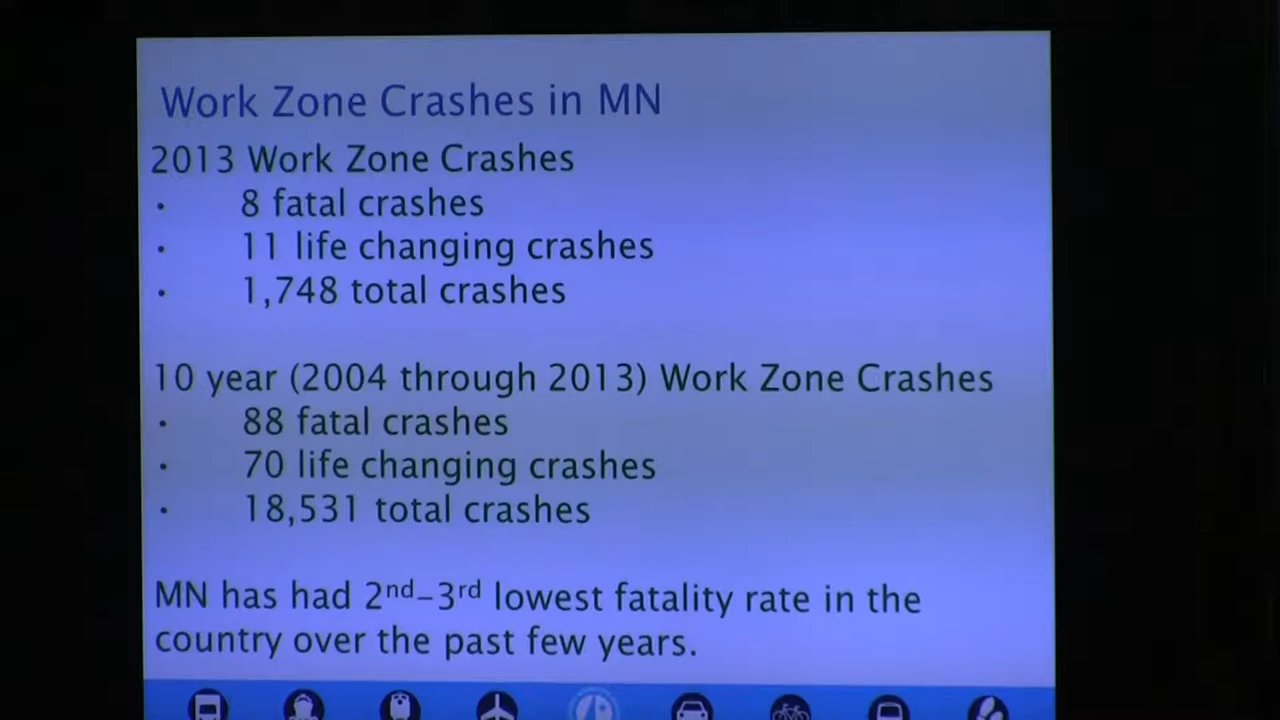 Work Zone Crashes in MN
2013 Work Zone Crashes
• 8 fatal crashes
• 11 life changing crashes
• 1,748 total crashes
10 year (2004 through 2013) Work Zone Crashes
• 88 fatal crashes
• 70 life changing crashes
• 18,531 total crashes
MN has had 2nd-3rd lowest fatality rate in the
country over the past few years.